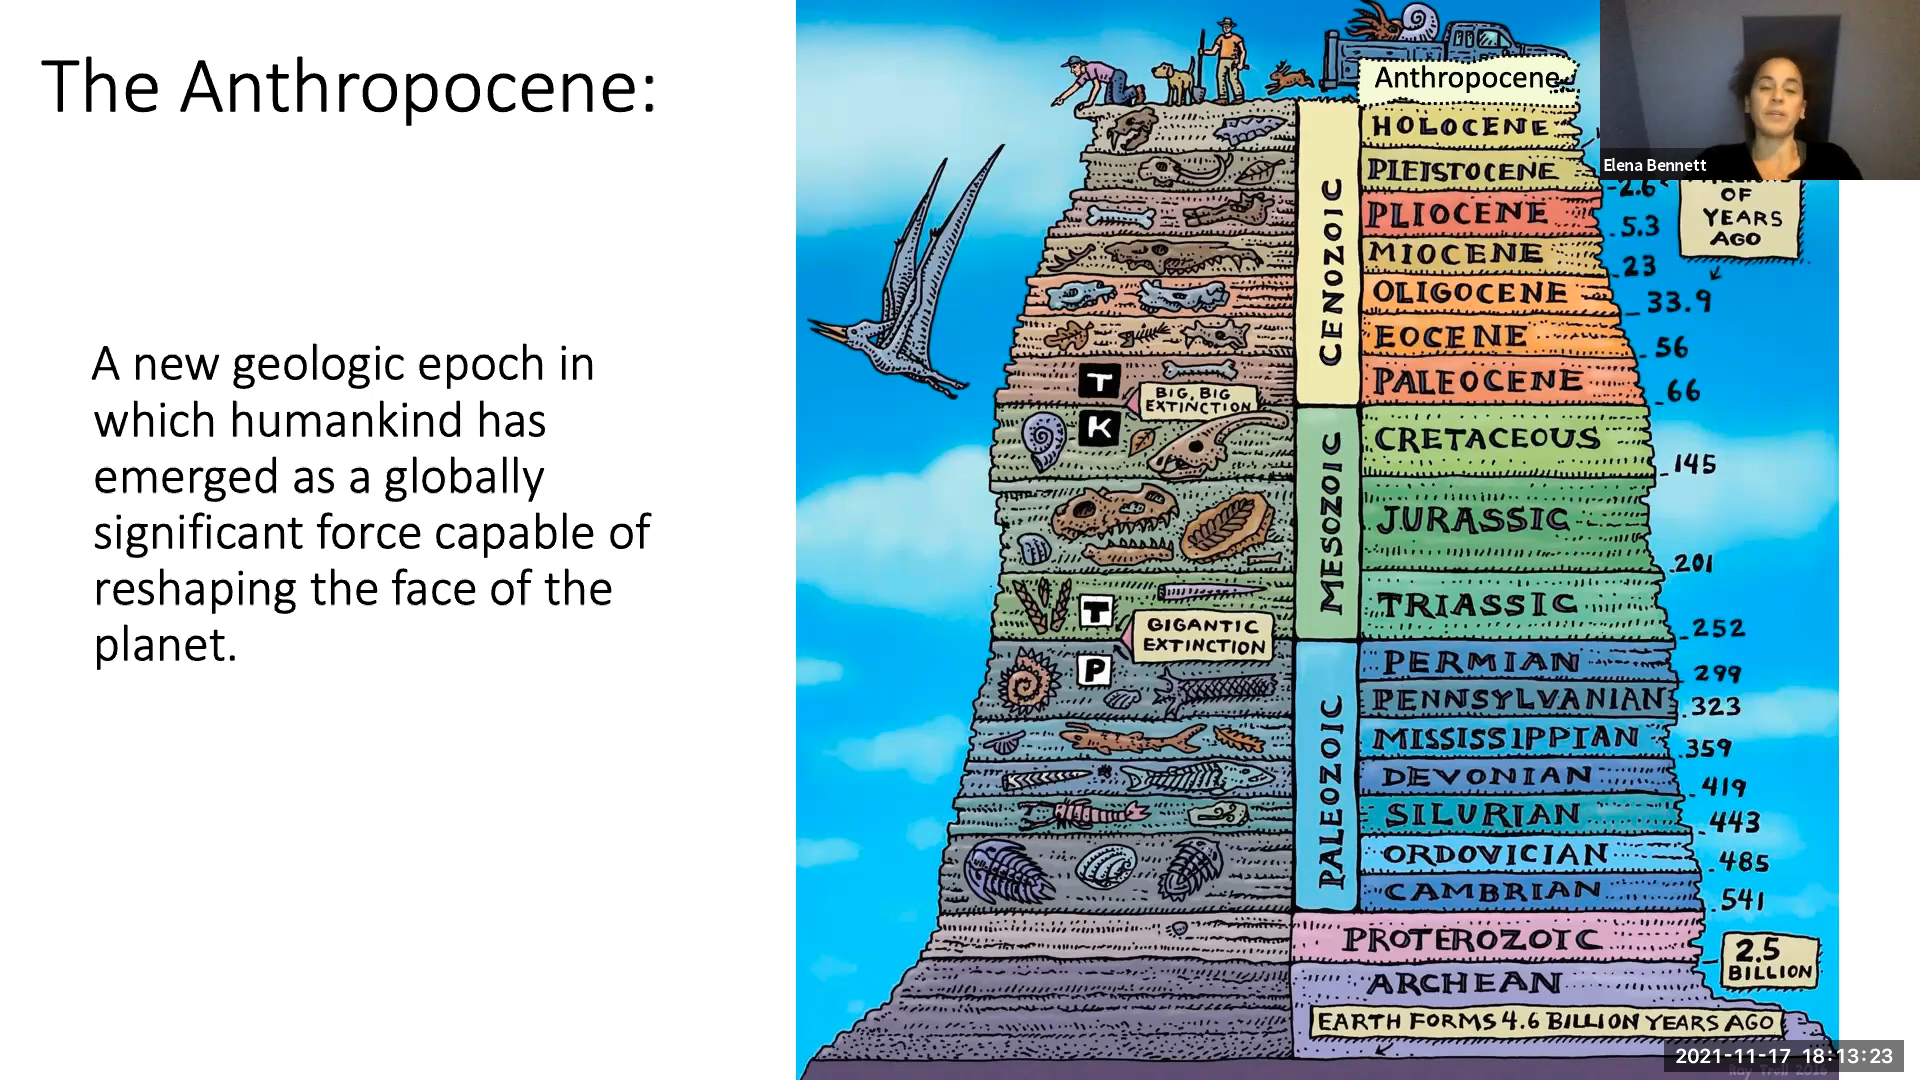 The Anthropocene:
A new geologic epoch in
which humankind has
emerged as a globally
significant force capable of
reshaping the face of the
planet.
Anthropocene
HOLOCENE
PLEISTOCENE
PLIOCENE
MIOCENE
OLIGOCENE
EOCENE
PALEOCENE
CENOZOIC
CRETACEOUS
JURASSIC
TRIASSIC
MESOZOIC
PERMIAN
PENNSYLVANIAN
MISSISSIPPIAN
DEVONIAN
SILURIAN
ORDOVICIAN
CAMBRIAN
PALEOZOIC
PROTEROZOIC
ARCHEAN
EARTH FORMS 4.6 BILLION YEARS AGO
T
BIG, BIG
EXTINCTION
K
T
GIGANTIC
EXTINCTION
P
OF
YEARS
AGO
2.6
5.3
23
33.9
56
66
145
201
252
299
323
359
419
443
485
541
2.5
BILLION
Elena Bennett
2021-11-17 18:13:23
Ray Troll 2016